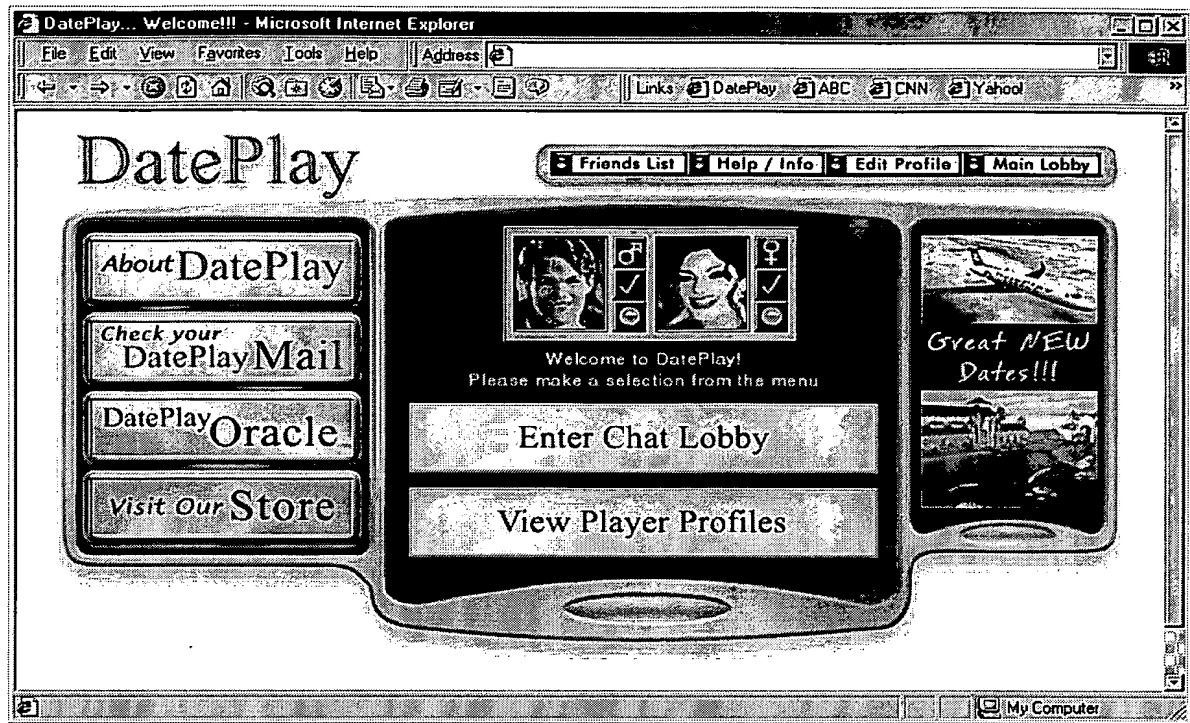 DatePlay... Welcome!!! - Microsoft Internet Explorer
File Edit View Favorites Tools Help Address
Links DatePlay ABC CNN Yahoo!
DatePlay
Friends List Help / Info Edit Profile Main Lobby
About DatePlay
Check your
DatePlay Mail
DatePlay Oracle
Visit Our Store
Welcome to DatePlay!
Please make a selection from the menu
Enter Chat Lobby
View Player Profiles
Great NEW
Dates!!!
My Computer